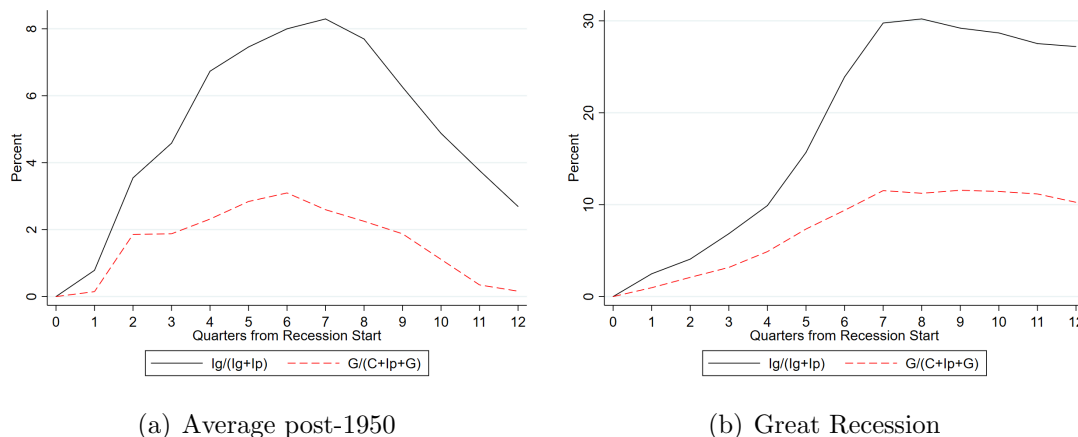 8
6
4
2
0
Percent
0 1 2 3 4 5 6 7 8 9 10 11 12
Quarters from Recession Start
Ig/(Ig+Ip) G/(C+Ip+G)
(a) Average post-1950
30
20
10
0
Percent
0 1 2 3 4 5 6 7 8 9 10 11 12
Quarters from Recession Start
Ig/(Ig+Ip) G/(C+Ip+G)
(b) Great Recession